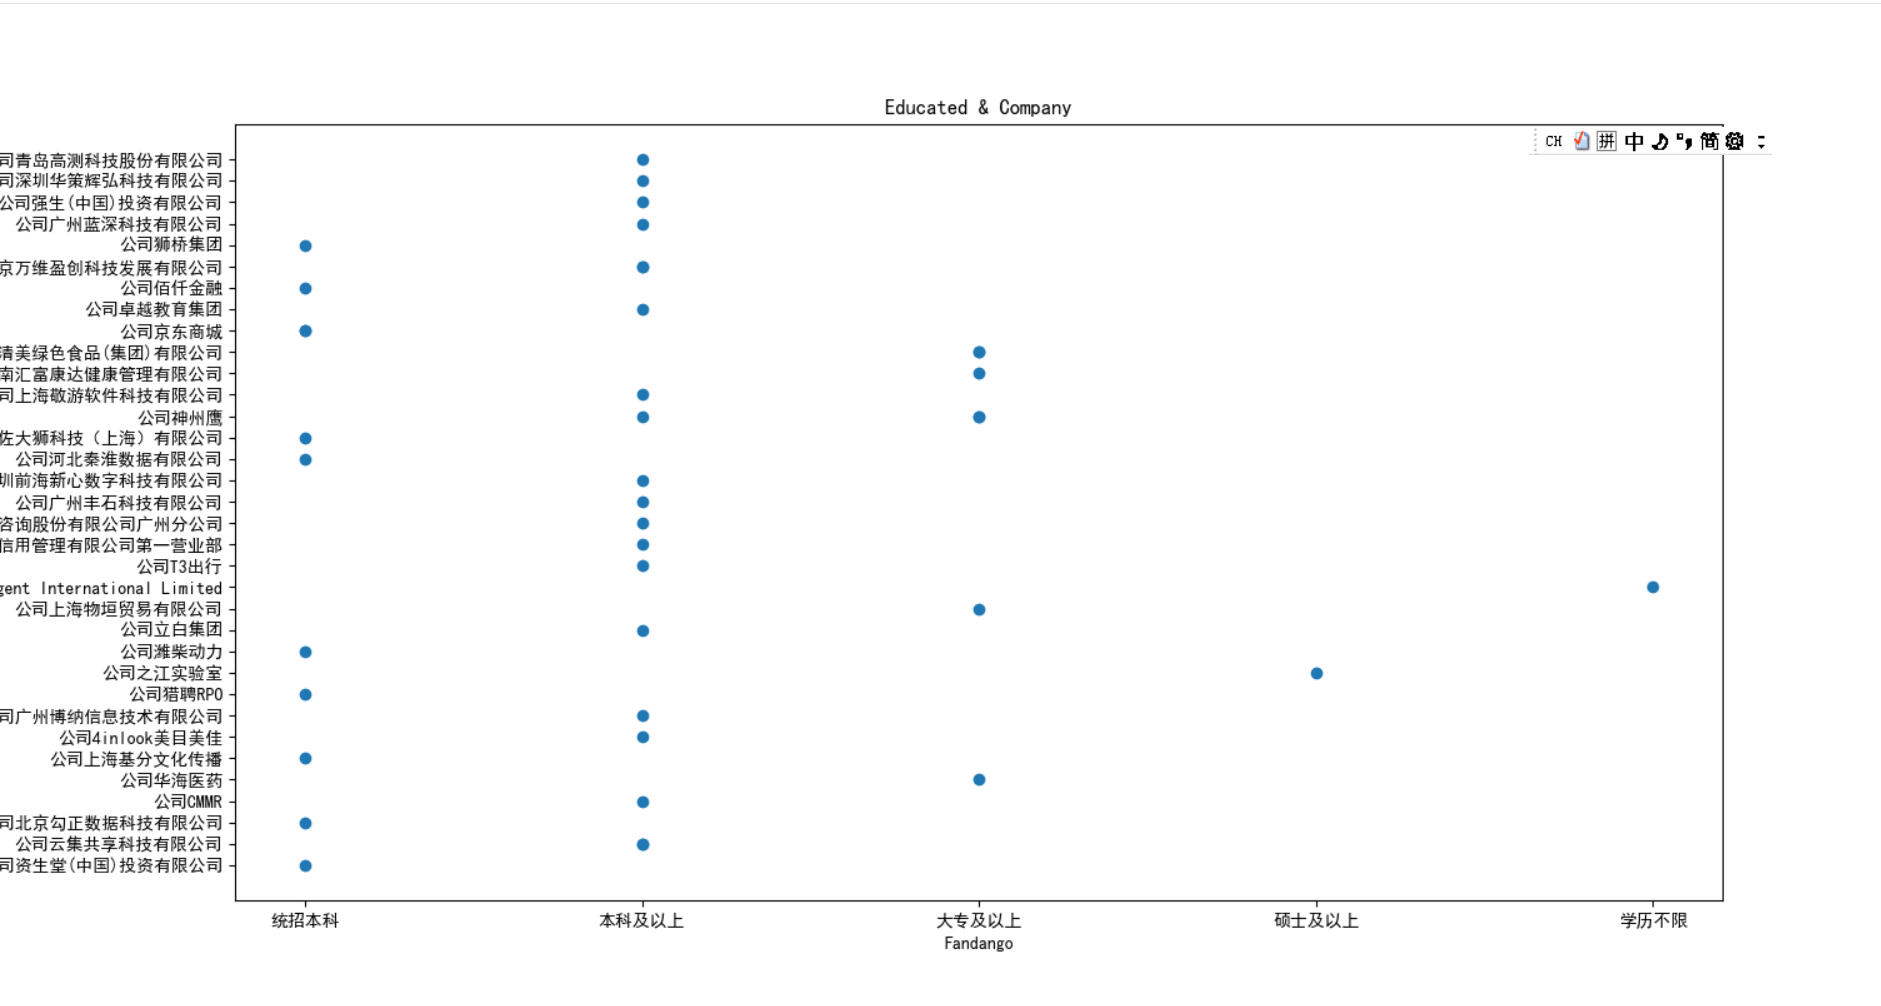 Educated & Company
CH 拼 中 简
司青岛高测科技股份有限公司
司深圳华策辉弘科技有限公司
公司强生(中国)投资有限公司
公司广州蓝深科技有限公司
公司狮桥集团
京万维盈创科技发展有限公司
公司佰仟金融
公司卓越教育集团
公司京东商城
清美绿色食品(集团)有限公司
南汇富康达健康管理有限公司
司上海敬游软件科技有限公司
公司神州鹰
佐大狮科技（上海）有限公司
公司河北秦淮数据有限公司
圳前海新心数字科技有限公司
公司广州丰石科技有限公司
咨询股份有限公司广州分公司
信用管理有限公司第一营业部
公司T3出行
gent International Limited
公司上海物垣贸易有限公司
公司立白集团
公司潍柴动力
公司之江实验室
公司猎聘RPO
司广州博纳信息技术有限公司
公司4inlook美目美佳
公司上海基分文化传播
公司华海医药
公司CMMR
司北京勾正数据科技有限公司
公司云集共享科技有限公司
司资生堂(中国)投资有限公司
统招本科 本科及以上 大专及以上 硕士及以上 学历不限
Fandango